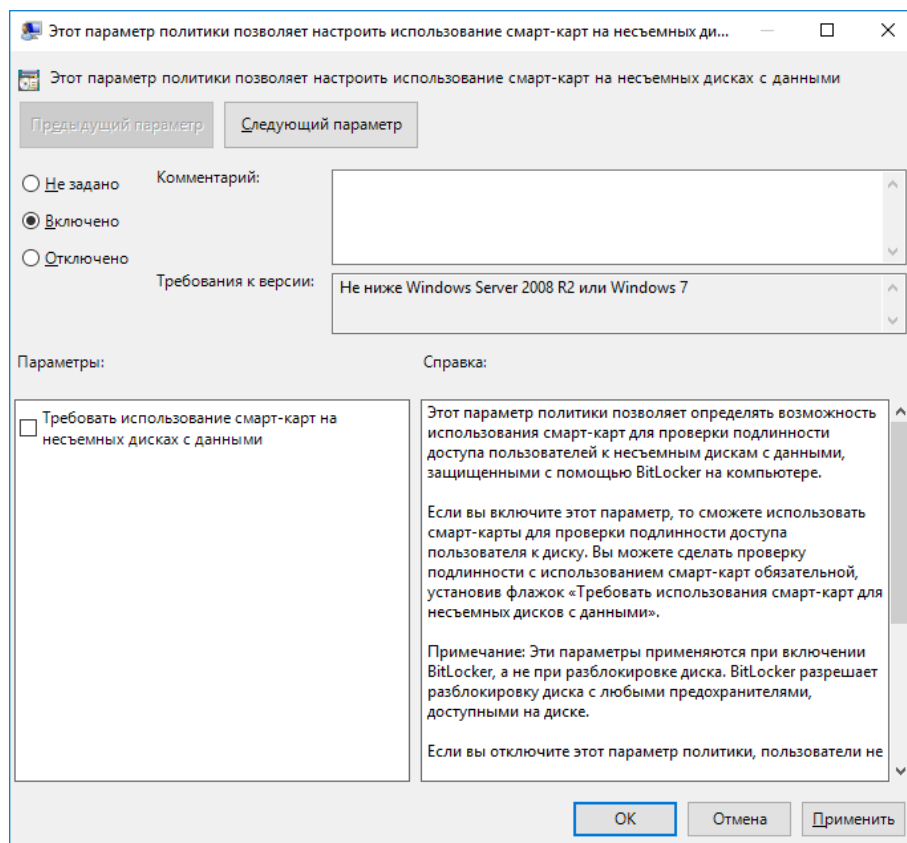 Этот параметр политики позволяет настроить использование смарт-карт на несъемных ди...
Этот параметр политики позволяет настроить использование смарт-карт на несъемных дисках с данными
Предыдущий параметр
Следующий параметр
Не задано
Комментарий:
Включено
Отключено
Требования к версии:
Не ниже Windows Server 2008 R2 или Windows 7
Параметры:
Справка:
Требовать использование смарт-карт на
несъемных дисках с данными
Этот параметр политики позволяет определять возможность
использования смарт-карт для проверки подлинности
доступа пользователей к несъемным дискам с данными,
защищенными с помощью BitLocker на компьютере.
Если вы включите этот параметр, то сможете использовать
смарт-карты для проверки подлинности доступа
пользователя к диску. Вы можете сделать проверку
подлинности с использованием смарт-карт обязательной,
установив флажок «Требовать использования смарт-карт для
несъемных дисков с данными».
Примечание: Эти параметры применяются при включении
BitLocker, а не при разблокировке диска. BitLocker разрешает
разблокировку диска с любыми предохранителями,
доступными на диске.
Если вы отключите этот параметр политики, пользователи не
ОК
Отмена
Применить